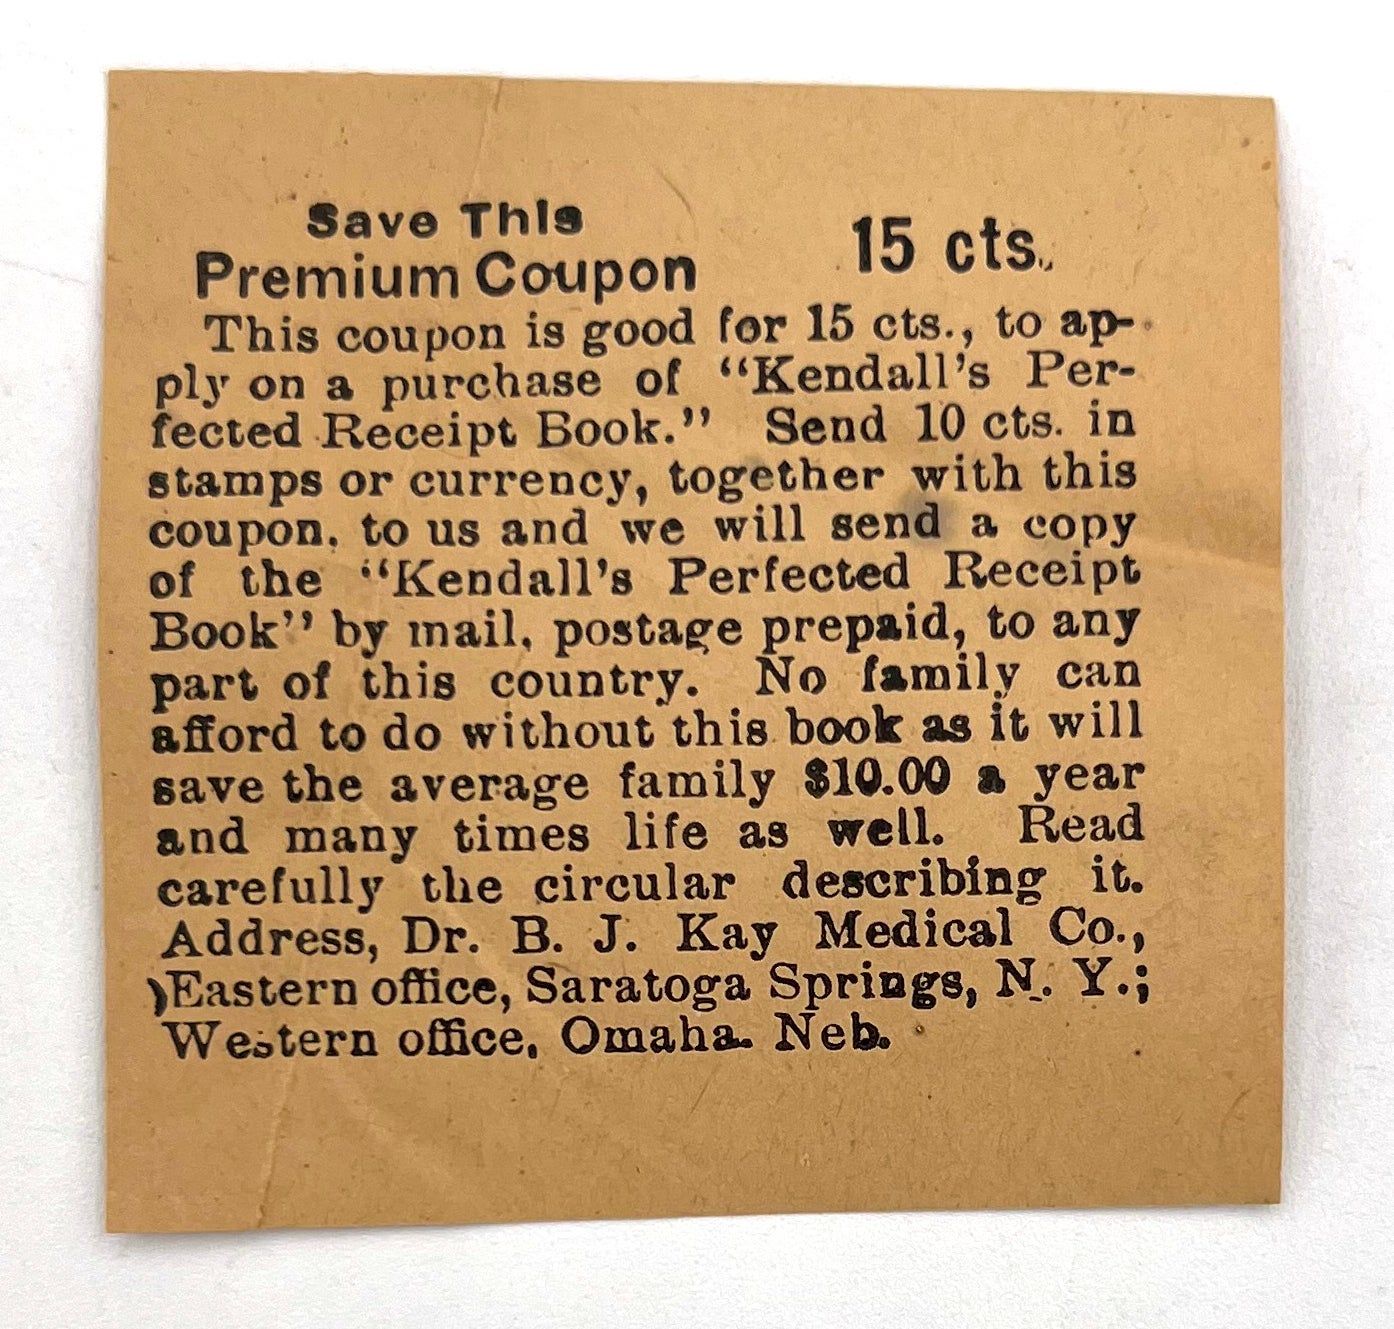 Save This
Premium Coupon
15 cts.
This coupon is good for 15 cts., to ap-
ply on a purchase of “Kendall’s Per-
fected Receipt Book.” Send 10 cts. in
stamps or currency, together with this
coupon, to us and we will send a copy
of the “Kendall’s Perfected Receipt
Book” by mail, postage prepaid, to any
part of this country. No family can
afford to do without this book as it will
save the average family $10.00 a year
and many times life as well. Read
carefully the circular describing it.
Address, Dr. B. J. Kay Medical Co.,
Eastern office, Saratoga Springs, N. Y.;
Western office, Omaha. Neb.